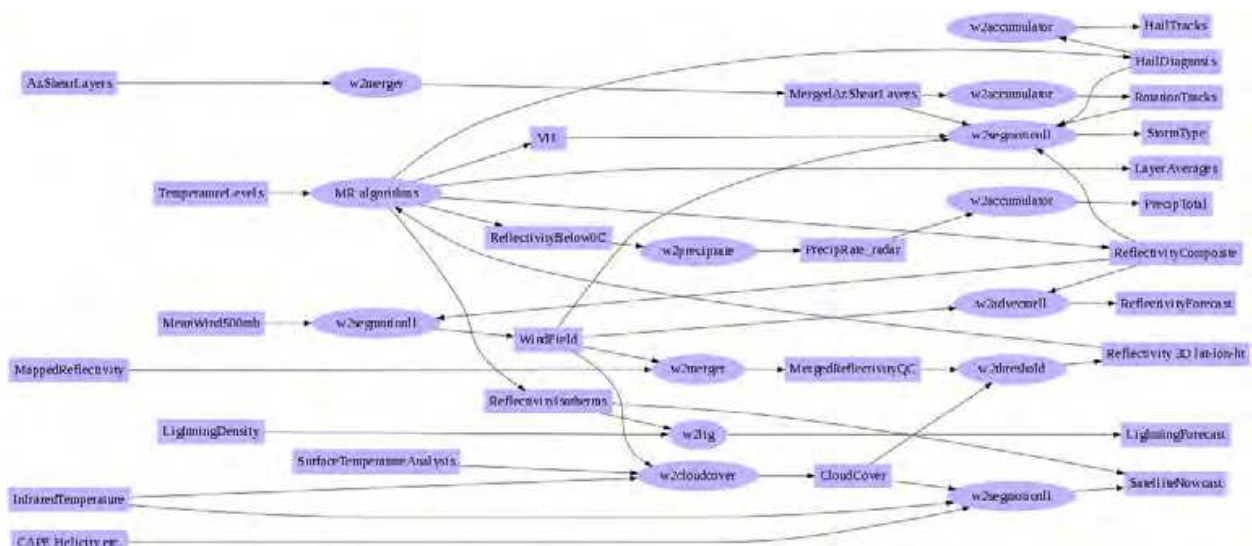 w2accumulator
HailTracks
HailDiagnosis
AzShearLayers
w2merger
MergedAzShearLayers
w2accumulator
RotationTracks
VIL
w2segmotionll
StormType
LayerAverages
TemperatureLevels
MR algorithms
w2accumulator
PrecipTotal
ReflectivityBelow0C
w2preciprate
PrecipRate_radar
ReflectivityComposite
w2advectorll
ReflectivityForecast
MeanWind500mb
w2segmotionll
WindField
Reflectivity 3D lat-lon-ht
MappedReflectivity
w2merger
MergedReflectivityQC
w2threshold
ReflectivityIsotherms
LightningDensity
w2ltg
LightningForecast
SurfaceTemperatureAnalysis
w2cloudcover
CloudCover
SatelliteNowcast
InfraredTemperature
w2segmotionll
CAPE Helicity etc.